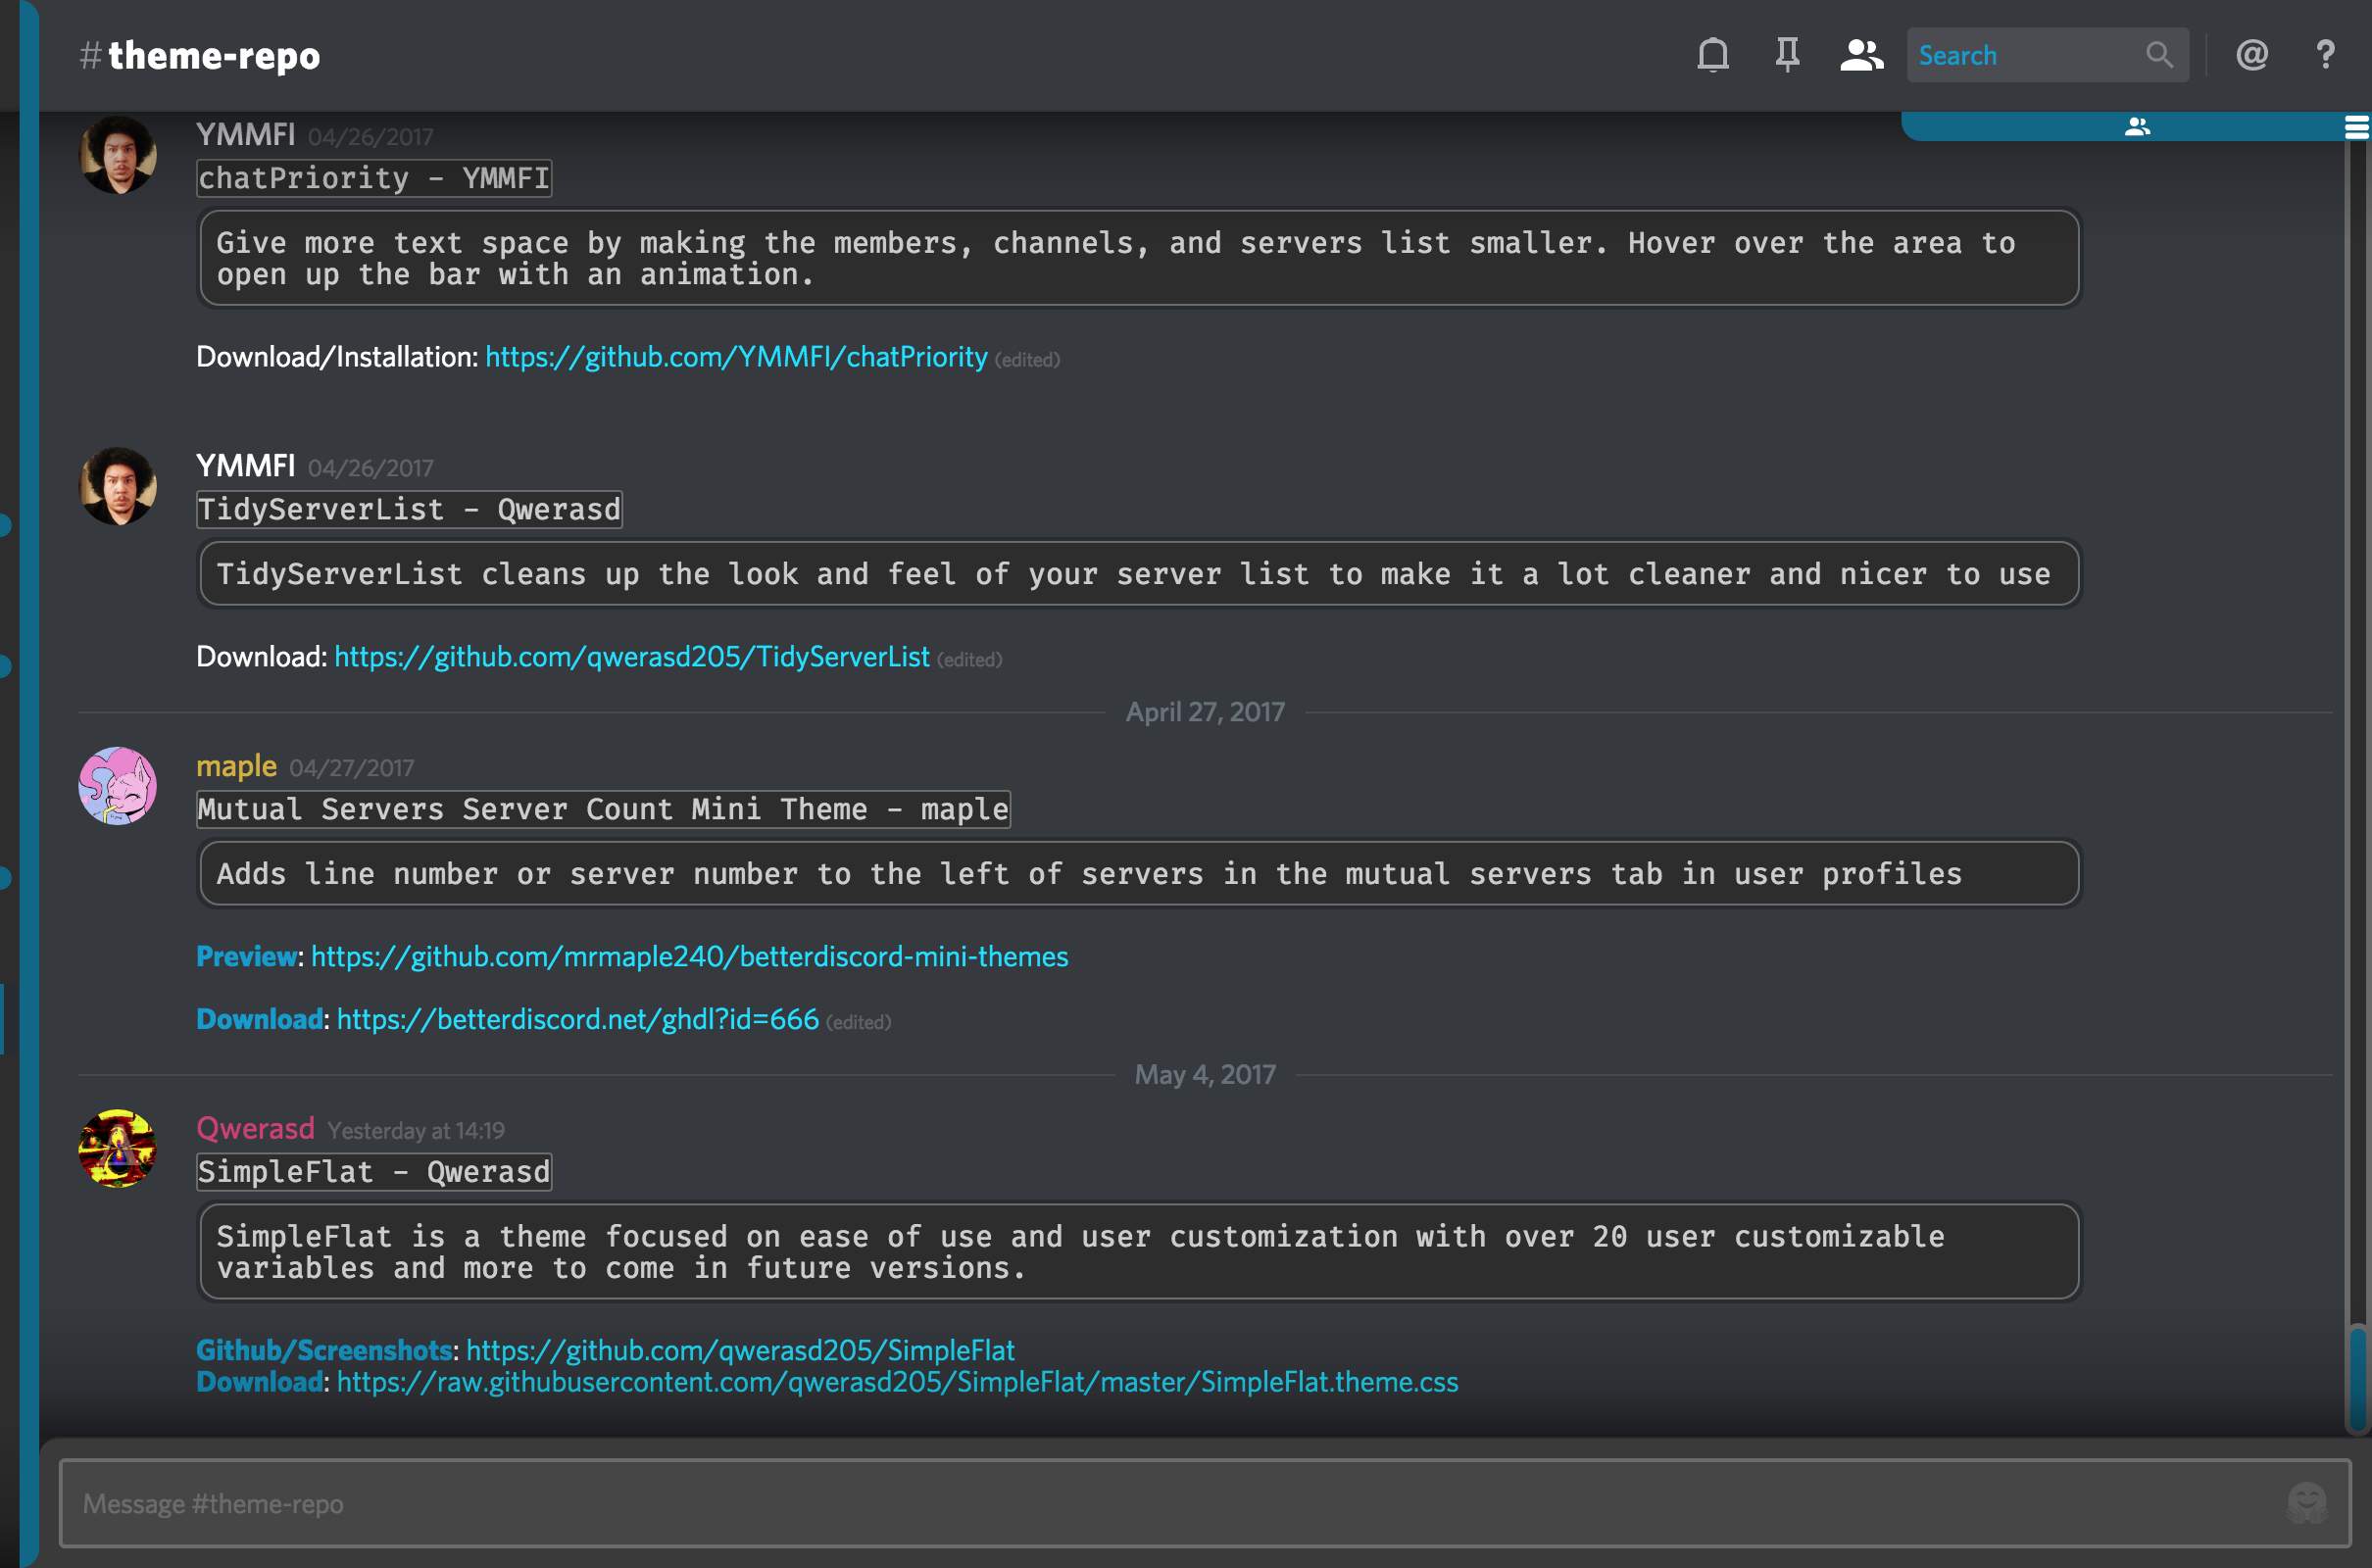 #theme-repo
Search
@
?
YMMFI 04/26/2017
chatPriority - YMMFI
Give more text space by making the members, channels, and servers list smaller. Hover over the area to
open up the bar with an animation.
Download/Installation: https://github.com/YMMFI/chatPriority (edited)
YMMFI 04/26/2017
TidyServerList - Qwerasd
TidyServerList cleans up the look and feel of your server list to make it a lot cleaner and nicer to use
Download: https://github.com/qwerasd205/TidyServerList (edited)
April 27, 2017
maple 04/27/2017
Mutual Servers Server Count Mini Theme - maple
Adds line number or server number to the left of servers in the mutual servers tab in user profiles
Preview: https://github.com/mrmaple240/betterdiscord-mini-themes
Download: https://betterdiscord.net/ghdl?id=666 (edited)
May 4, 2017
Qwerasd Yesterday at 14:19
SimpleFlat - Qwerasd
SimpleFlat is a theme focused on ease of use and user customization with over 20 user customizable
variables and more to come in future versions.
Github/Screenshots: https://github.com/qwerasd205/SimpleFlat
Download: https://raw.githubusercontent.com/qwerasd205/SimpleFlat/master/SimpleFlat.theme.css
Message #theme-repo